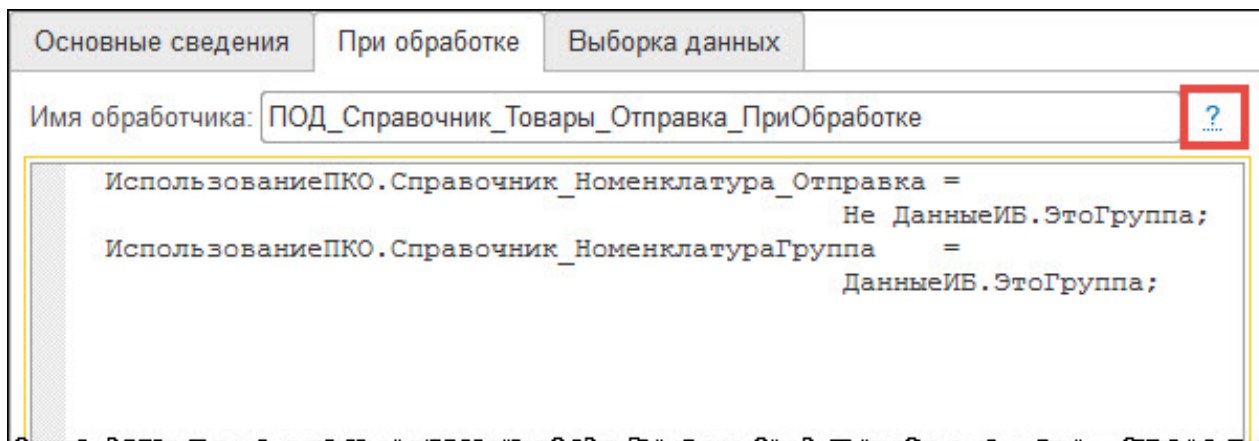 Основные сведения При обработке Выборка данных
Имя обработчика: ПОД_Справочник_Товары_Отправка_ПриОбработке ?
ИспользованиеПКО.Справочник_Номенклатура_Отправка =
Не ДанныеИБ.ЭтоГруппа;
ИспользованиеПКО.Справочник_НоменклатураГруппа =
ДанныеИБ.ЭтоГруппа;